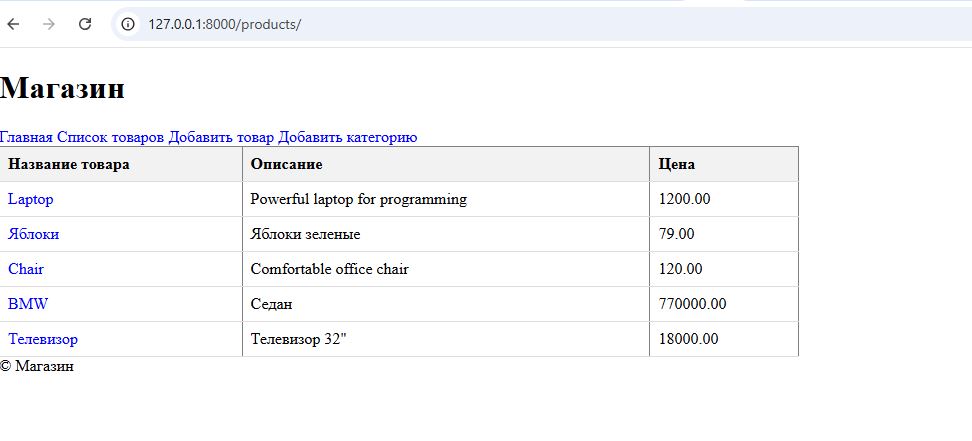 127.0.0.1:8000/products/
Магазин
Главная Список товаров Добавить товар Добавить категорию
Название товара Описание Цена
Laptop Powerful laptop for programming 1200.00
Яблоки Яблоки зеленые 79.00
Chair Comfortable office chair 120.00
BMW Седан 770000.00
Телевизор Телевизор 32" 18000.00
© Магазин